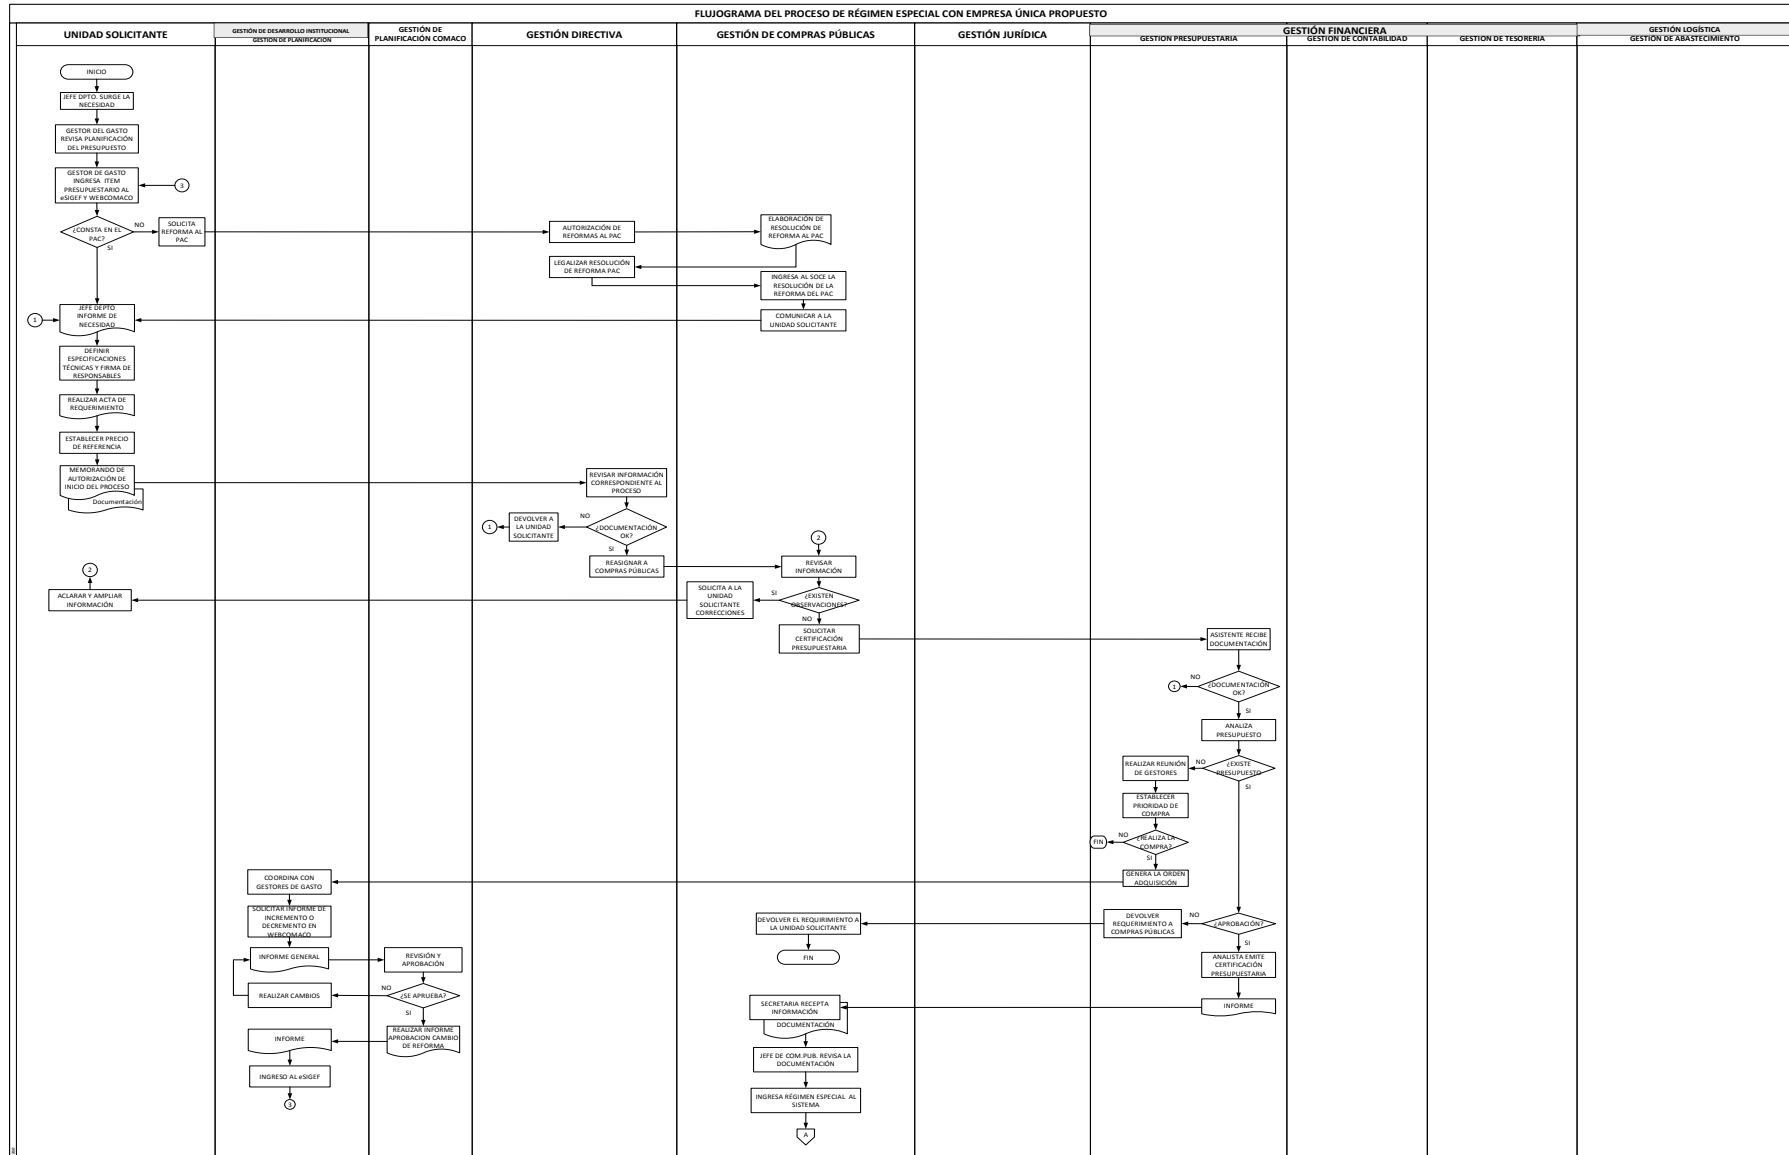 FLUJOGRAMA DEL PROCESO DE RÉGIMEN ESPECIAL CON EMPRESA ÚNICA PROPUESTO
UNIDAD SOLICITANTE
GESTIÓN DE DESARROLLO INSTITUCIONAL
GESTIÓN DE PLANIFICACIÓN
GESTIÓN DE
PLANIFICACIÓN COMACO
GESTIÓN DIRECTIVA
GESTIÓN DE COMPRAS PÚBLICAS
GESTIÓN JURÍDICA
GESTIÓN FINANCIERA
GESTIÓN PRESUPUESTARIA
GESTIÓN DE CONTABILIDAD
GESTIÓN DE TESORERIA
GESTIÓN LOGÍSTICA
GESTIÓN DE ABASTECIMIENTO
INICIO
JEFE DPTO. SURGE LA
NECESIDAD
GESTOR DEL GASTO
REVISA PLANIFICACIÓN
DEL PRESUPUESTO
GESTOR DE GASTO
INGRESA ITEM
PRESUPUESTARIO AL
eSIGEF Y WEBCOMACO
3
¿CONSTA EN EL
PAC?
NO
SI
SOLICITA
REFORMA AL
PAC
AUTORIZACIÓN DE
REFORMAS AL PAC
ELABORACIÓN DE
RESOLUCIÓN DE
REFORMA AL PAC
LEGALIZAR RESOLUCIÓN
DE REFORMA PAC
INGRESA AL SOCE LA
RESOLUCIÓN DE LA
REFORMA DEL PAC
COMUNICAR A LA
UNIDAD SOLICITANTE
1
JEFE DEPTO
INFORME DE
NECESIDAD
DEFINIR
ESPECIFICACIONES
TÉCNICAS Y FIRMA DE
RESPONSABLES
REALIZAR ACTA DE
REQUERIMIENTO
ESTABLECER PRECIO
DE REFERENCIA
MEMORANDO DE
AUTORIZACIÓN DE
INICIO DEL PROCESO
Documentación
REVISAR INFORMACIÓN
CORRESPONDIENTE AL
PROCESO
¿DOCUMENTACIÓN
OK?
NO
SI
DEVOLVER A
LA UNIDAD
SOLICITANTE
1
REASIGNAR A
COMPRAS PÚBLICAS
2
REVISAR
INFORMACIÓN
¿EXISTEN
OBSERVACIONES?
SI
NO
SOLICITA A LA
UNIDAD
SOLICITANTE
CORRECCIONES
2
ACLARAR Y AMPLIAR
INFORMACIÓN
SOLICITAR
CERTIFICACIÓN
PRESUPUESTARIA
ASISTENTE RECIBE
DOCUMENTACIÓN
¿DOCUMENTACIÓN
OK?
NO
1
SI
ANALIZA
PRESUPUESTO
¿EXISTE
PRESUPUESTO
NO
SI
REALIZAR REUNIÓN
DE GESTORES
ESTABLECER
PRIORIDAD DE
COMPRA
¿REALIZA LA
COMPRA?
NO
FIN
SI
GENERA LA ORDEN
ADQUISICIÓN
COORDINA CON
GESTORES DE GASTO
SOLICITAR INFORME DE
INCREMENTO O
DECREMENTO EN
WEBCOMACO
INFORME GENERAL
REVISIÓN Y
APROBACIÓN
¿SE APRUEBA?
NO
SI
REALIZAR CAMBIOS
REALIZAR INFORME
APROBACION CAMBIO
DE REFORMA
INFORME
INGRESO AL eSIGEF
3
¿APROBACIÓN?
NO
SI
DEVOLVER
REQUERIMIENTO A
COMPRAS PÚBLICAS
DEVOLVER EL REQUIRIMIENTO A
LA UNIDAD SOLICITANTE
FIN
ANALISTA EMITE
CERTIFICACIÓN
PRESUPUESTARIA
INFORME
SECRETARIA RECEPTA
INFORMACIÓN
DOCUMENTACIÓN
JEFE DE COM.PUB. REVISA LA
DOCUMENTACIÓN
INGRESA RÉGIMEN ESPECIAL AL
SISTEMA
A